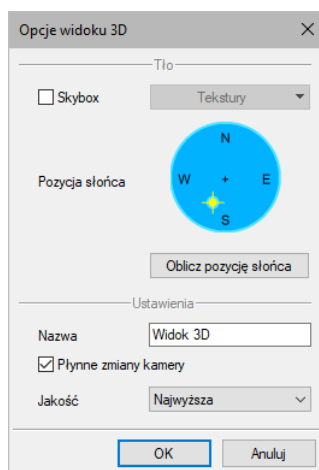 Opcje widoku 3D
Tło
Skybox
Tekstury
Pozycja słońca
N
W + E
S
Oblicz pozycję słońca
Ustawienia
Nazwa
Widok 3D
Płynne zmiany kamery
Jakość
Najwyższa
OK
Anuluj